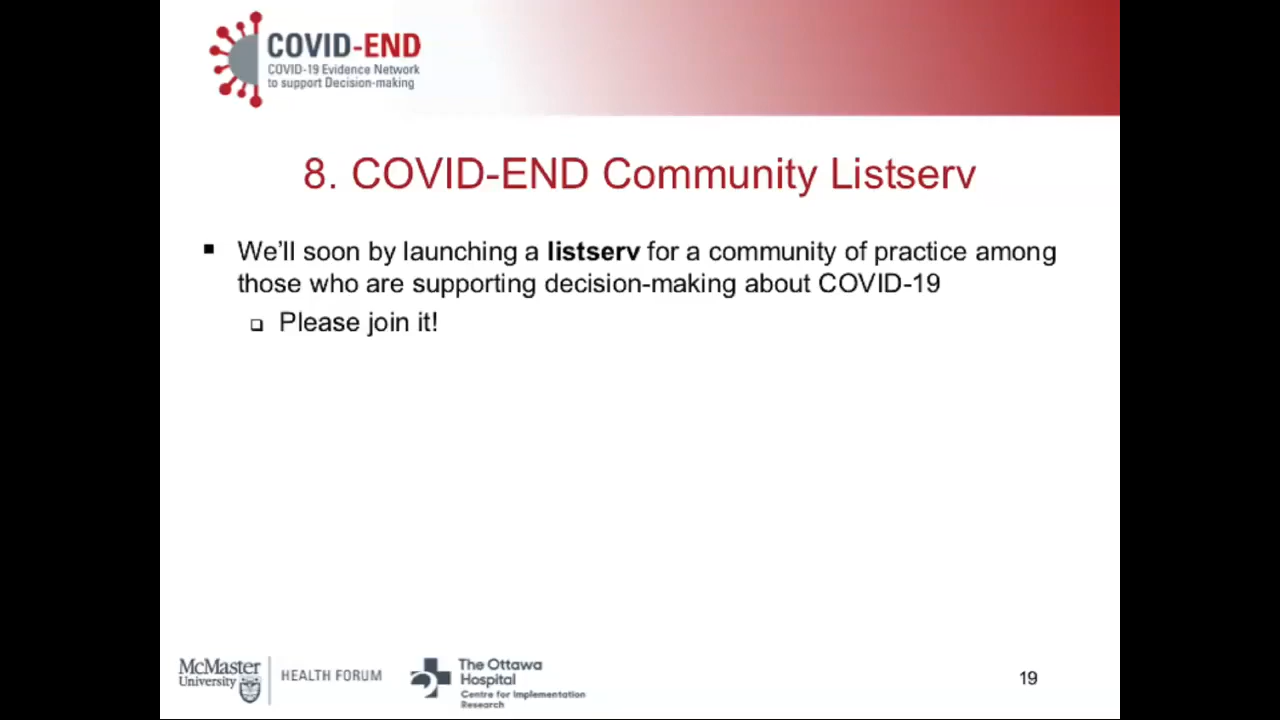 COVID-END
COVID-19 Evidence Network
to support Decision-making
8. COVID-END Community Listserv
We'll soon by launching a listserv for a community of practice among
those who are supporting decision-making about COVID-19
Please join it!
McMaster
University
HEALTH FORUM
The Ottawa
Hospital
Centre for Implementation
Research
19